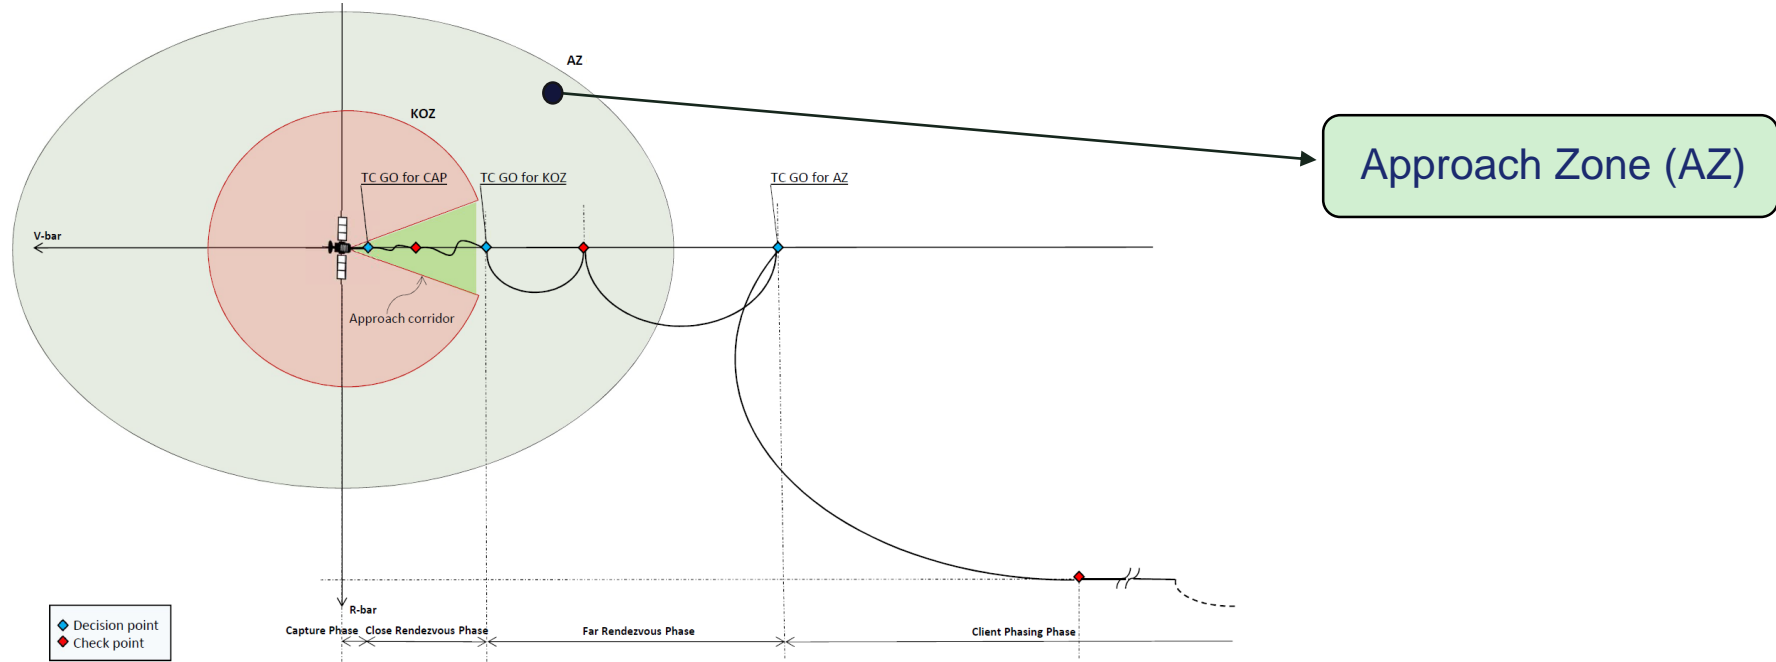 AZ
KOZ
Approach Zone (AZ)
TC GO for CAP
TC GO for KOZ
TC GO for AZ
V-bar
Approach corridor
R-bar
Decision point
Check point
Capture Phase
Close Rendezvous Phase
Far Rendezvous Phase
Client Phasing Phase